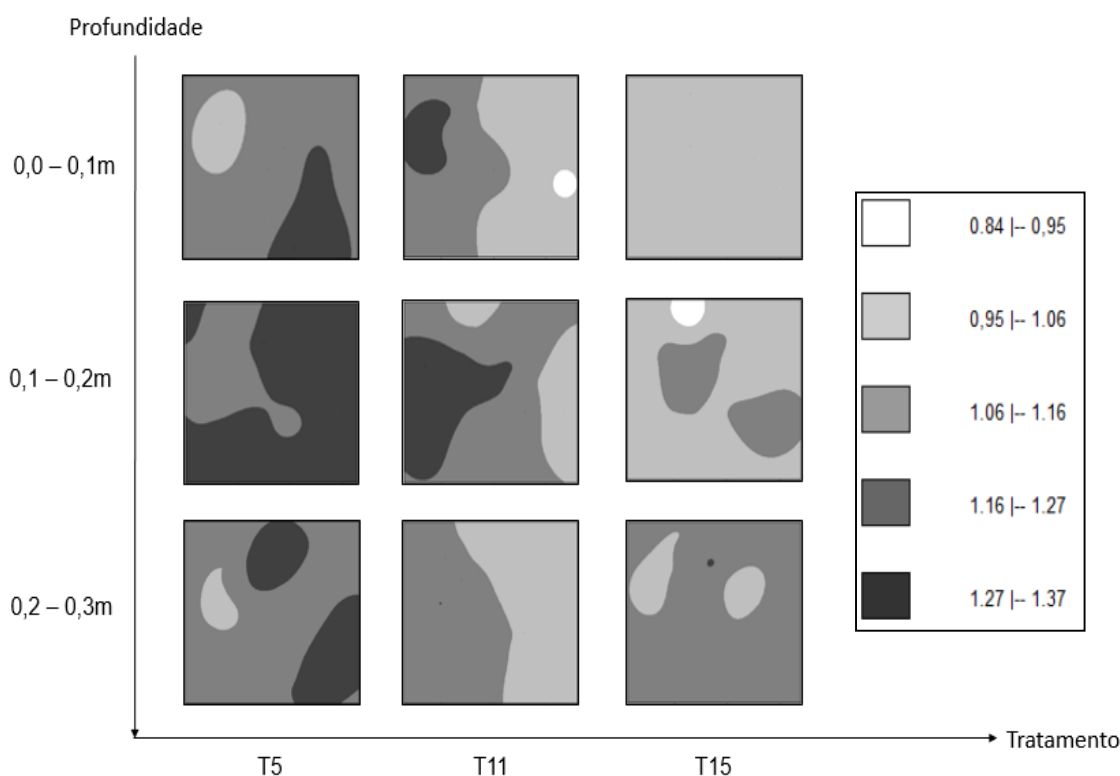 Profundidade
0,0 – 0,1m
0,1 – 0,2m
0,2 – 0,3m
0.84 |-- 0,95
0,95 |-- 1.06
1.06 |-- 1.16
1.16 |-- 1.27
1.27 |-- 1.37
Tratamento
T5
T11
T15